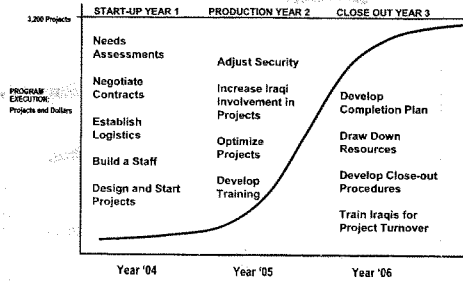 START-UP YEAR 1
PRODUCTION YEAR 2
CLOSE OUT YEAR 3
3,200 Projects
PROGRAM
EXECUTION:
Projects and Dollars
Needs
Assessments
Negotiate
Contracts
Establish
Logistics
Build a Staff
Design and Start
Projects
Adjust Security
Increase Iraqi
Involvement in
Projects
Optimize
Projects
Develop
Training
Develop
Completion Plan
Draw Down
Resources
Develop Close-out
Procedures
Train Iraqis for
Project Turnover
Year '04
Year '05
Year '06